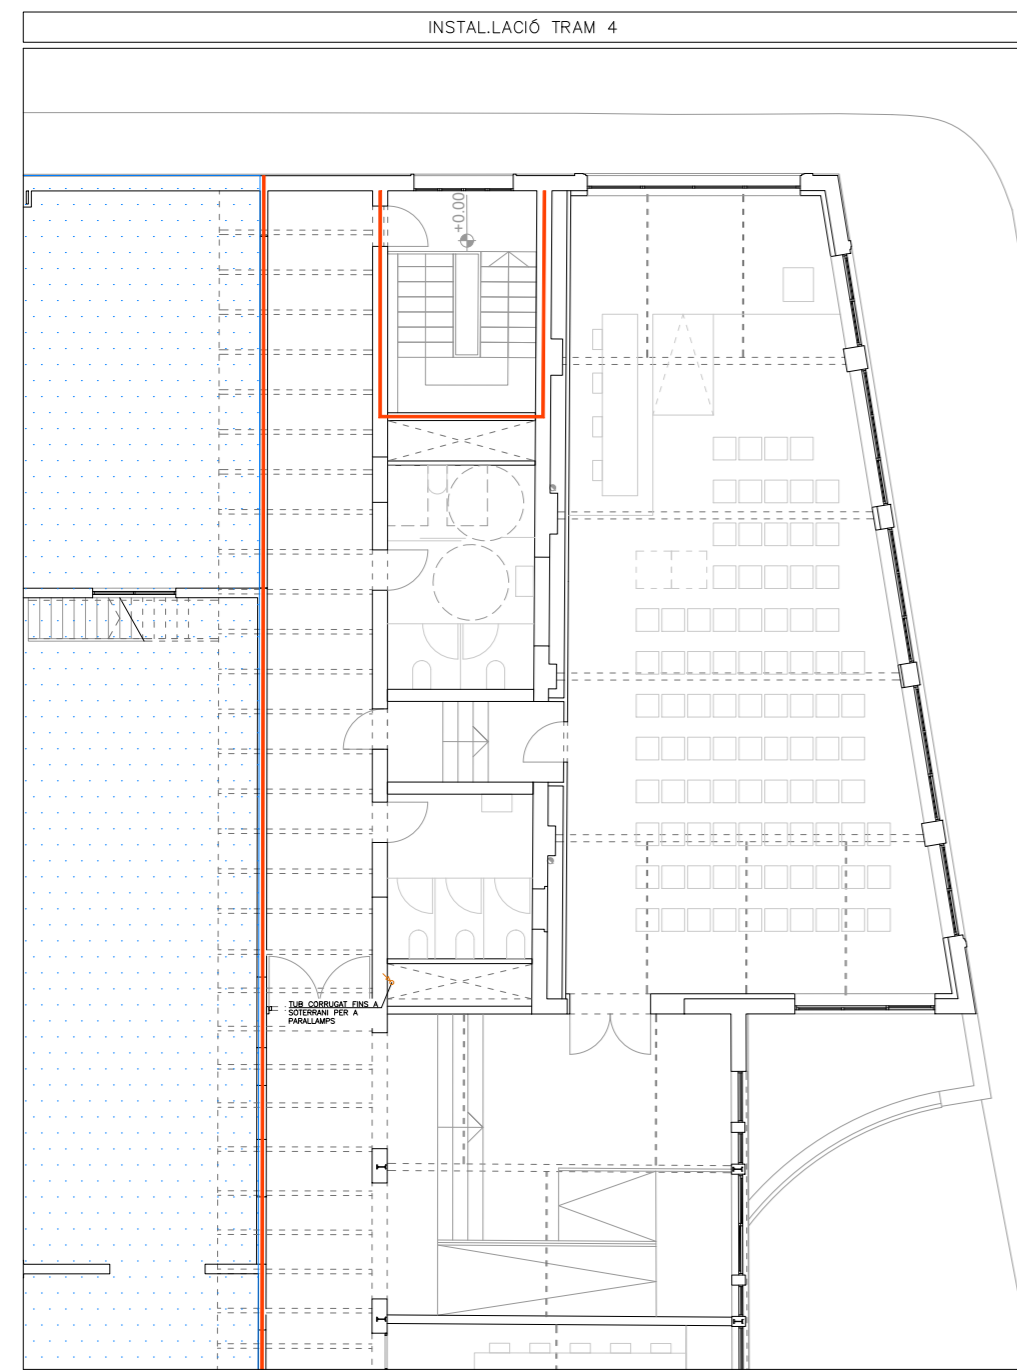 INSTAL.LACIÓ TRAM 4
+0.00
TUB CORRUGAT FINS A
SOTERRANI PER A
PARALLAMPS